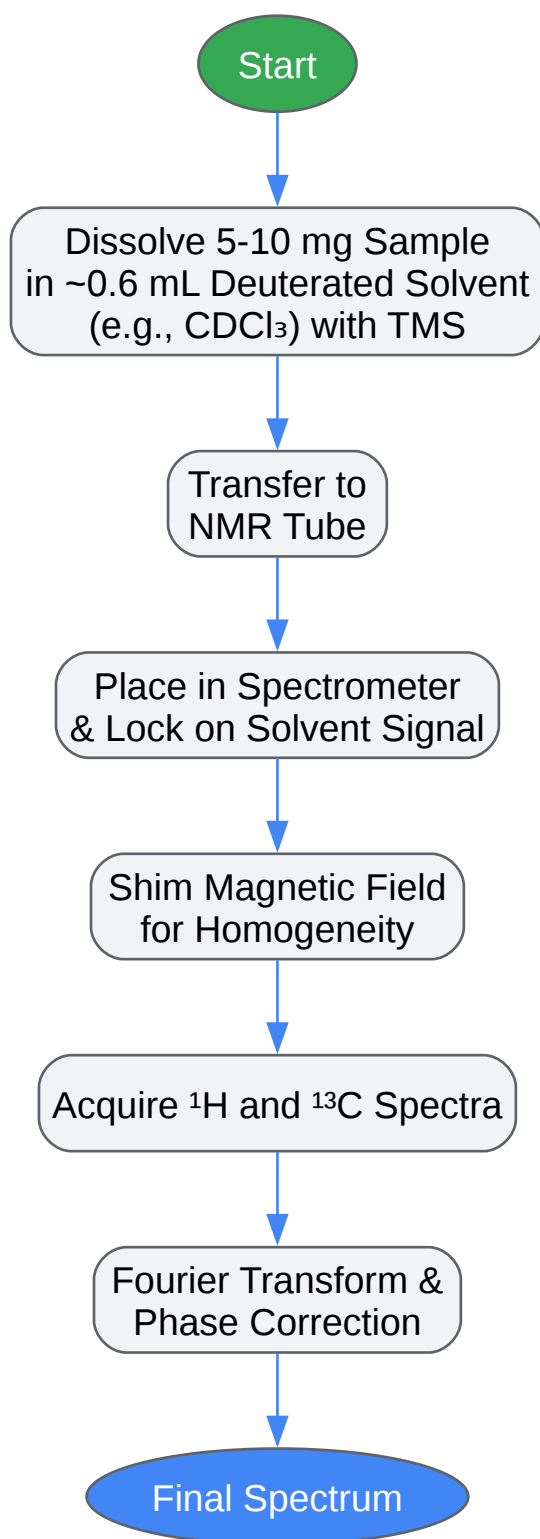 Start
Dissolve 5-10 mg Sample
in ~0.6 mL Deuterated Solvent
(e.g., CDCl₃) with TMS
Transfer to
NMR Tube
Place in Spectrometer
& Lock on Solvent Signal
Shim Magnetic Field
for Homogeneity
Acquire ¹H and ¹³C Spectra
Fourier Transform &
Phase Correction
Final Spectrum